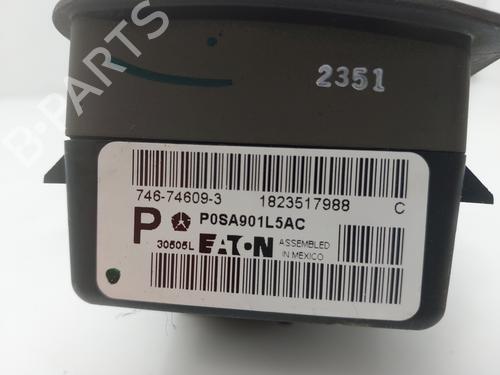 B-PARTS
2351
746-74609-3 1823517988 C
P P0SA901L5AC
30505L EATON ASSEMBLED
IN MEXICO